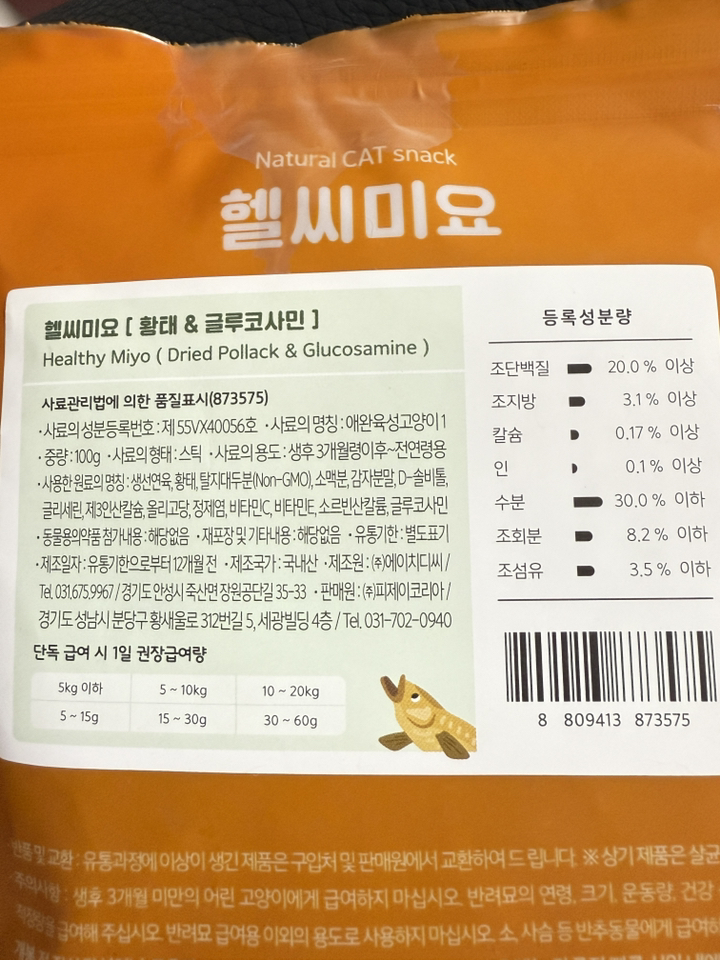 Natural CAT snack
헬씨미요
헬씨미요 [ 황태 & 글루코사민 ]
Healthy Miyo ( Dried Pollack & Glucosamine )
사료관리법에 의한 품질표시(873575)
·사료의 성분등록번호 : 제 55VX40056호 ·사료의 명칭 : 애완육성고양이1
·중량 : 100g ·사료의 형태 : 스틱 ·사료의 용도 : 생후 3개월령이후~전연령용
·사용한 원료의 명칭 : 생선연육, 황태, 탈지대두분(Non-GMO), 소맥분, 감자분말, D-솔비톨,
글리세린, 제3인산칼슘, 올리고당, 정제염, 비타민C, 비타민E, 소르빈산칼륨, 글루코사민
·동물용의약품 첨가내용 : 해당없음 ·재포장 및 기타내용 : 해당없음 ·유통기한 : 별도표기
·제조일자 : 유통기한으로부터 12개월 전 ·제조국가 : 국내산 ·제조원 : ㈜에이치디씨 /
Tel. 031.675.9967 / 경기도 안성시 죽산면 장원공단길 35-33 ·판매원 : ㈜피제이코리아 /
경기도 성남시 분당구 황새울로 312번길 5, 세광빌딩 4층 / Tel. 031-702-0940
단독 급여 시 1일 권장급여량
5kg 이하 5 ~ 10kg 10 ~ 20kg
5 ~ 15g 15 ~ 30g 30 ~ 60g
등록성분량
조단백질 20.0 % 이상
조지방 3.1 % 이상
칼슘 0.17 % 이상
인 0.1 % 이상
수분 30.0 % 이하
조회분 8.2 % 이하
조섬유 3.5 % 이하
8 809413 873575
반품 및 교환 : 유통과정에 이상이 생긴 제품은 구입처 및 판매원에서 교환하여 드립니다. ※ 상기 제품은 살균
·주의사항 : 생후 3개월 미만의 어린 고양이에게 급여하지 마십시오. 반려묘의 연령, 크기, 운동량, 건강
적정량을 급여해 주십시오. 반려묘 급여용 이외의 용도로 사용하지 마십시오. 소, 사슴 등 반추동물에게 급여하